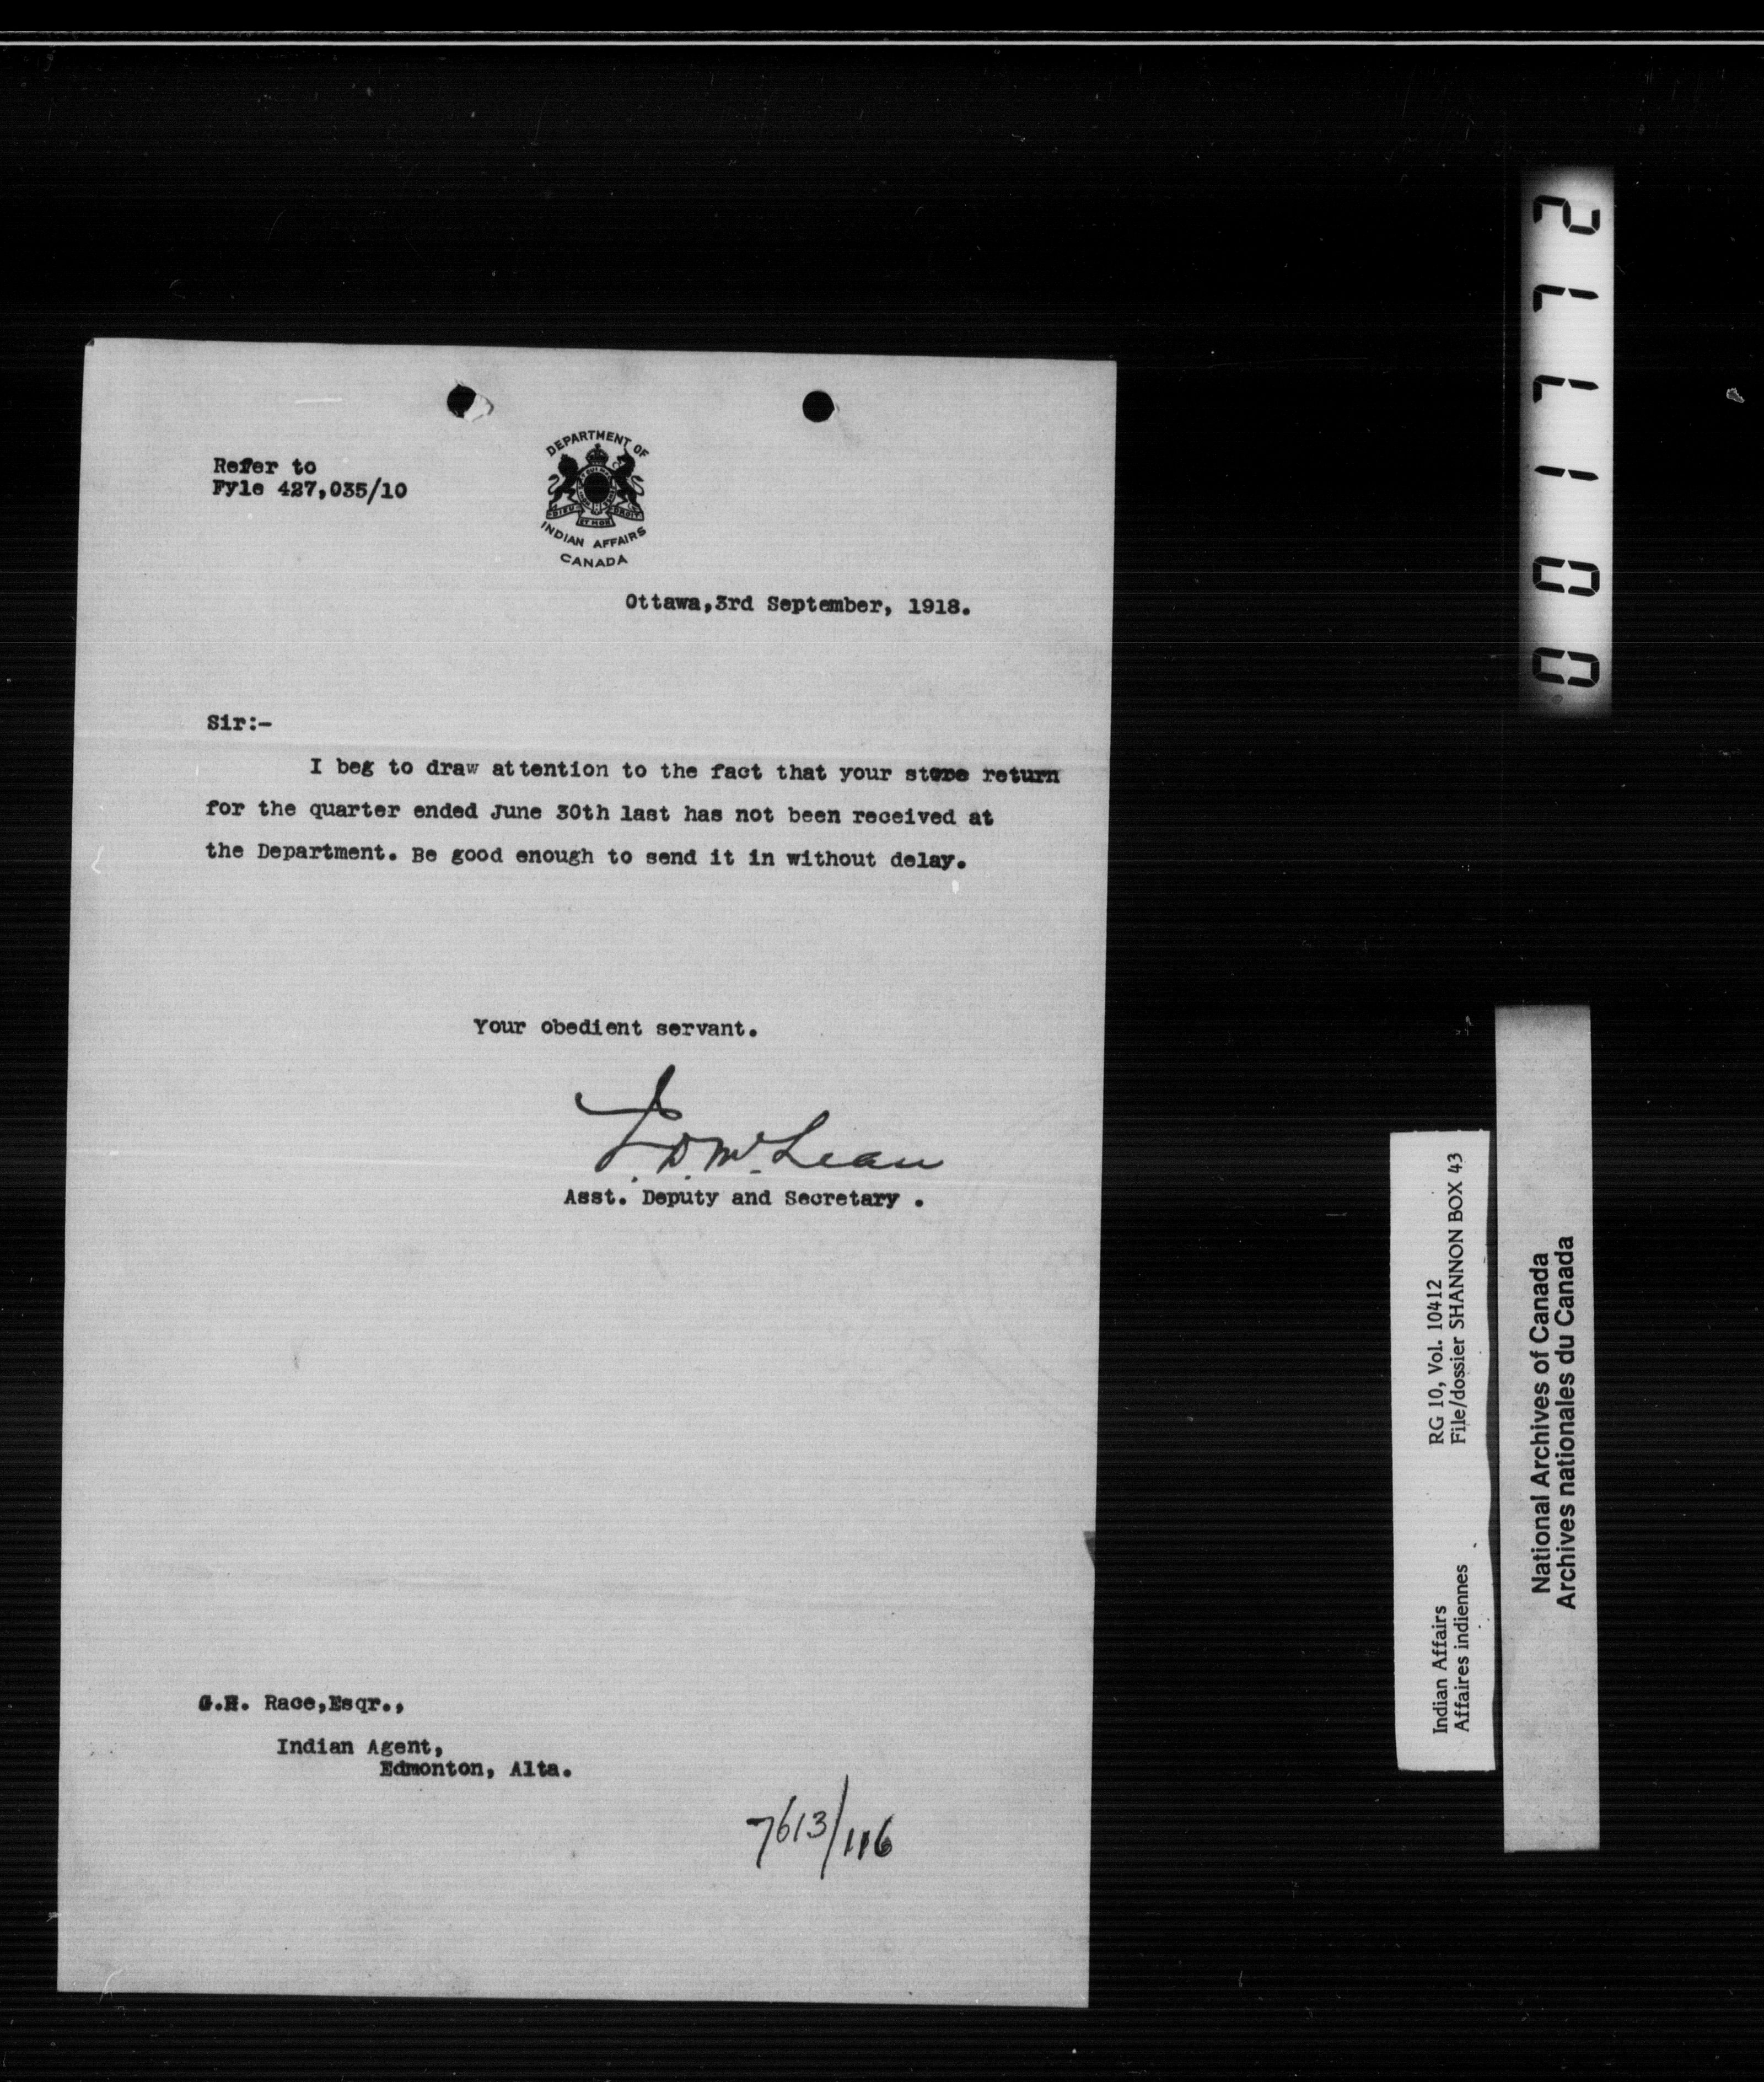 Refer to
Fyle 427,035/10
DEPARTMENT OF
INDIAN AFFAIRS
CANADA
Ottawa,3rd September, 1918.
Sir:-
I beg to draw attention to the fact that your store return
for the quarter ended June 30th last has not been received at
the Department. Be good enough to send it in without delay.
Your obedient servant.
J. D. McLean
Asst. Deputy and Secretary .
G.H. Race,Esqr.,
Indian Agent,
Edmonton, Alta.
7613/116
001772
Indian Affairs
Affaires indiennes
RG 10, Vol. 10412
File/dossier SHANNON BOX 43
National Archives of Canada
Archives nationales du Canada